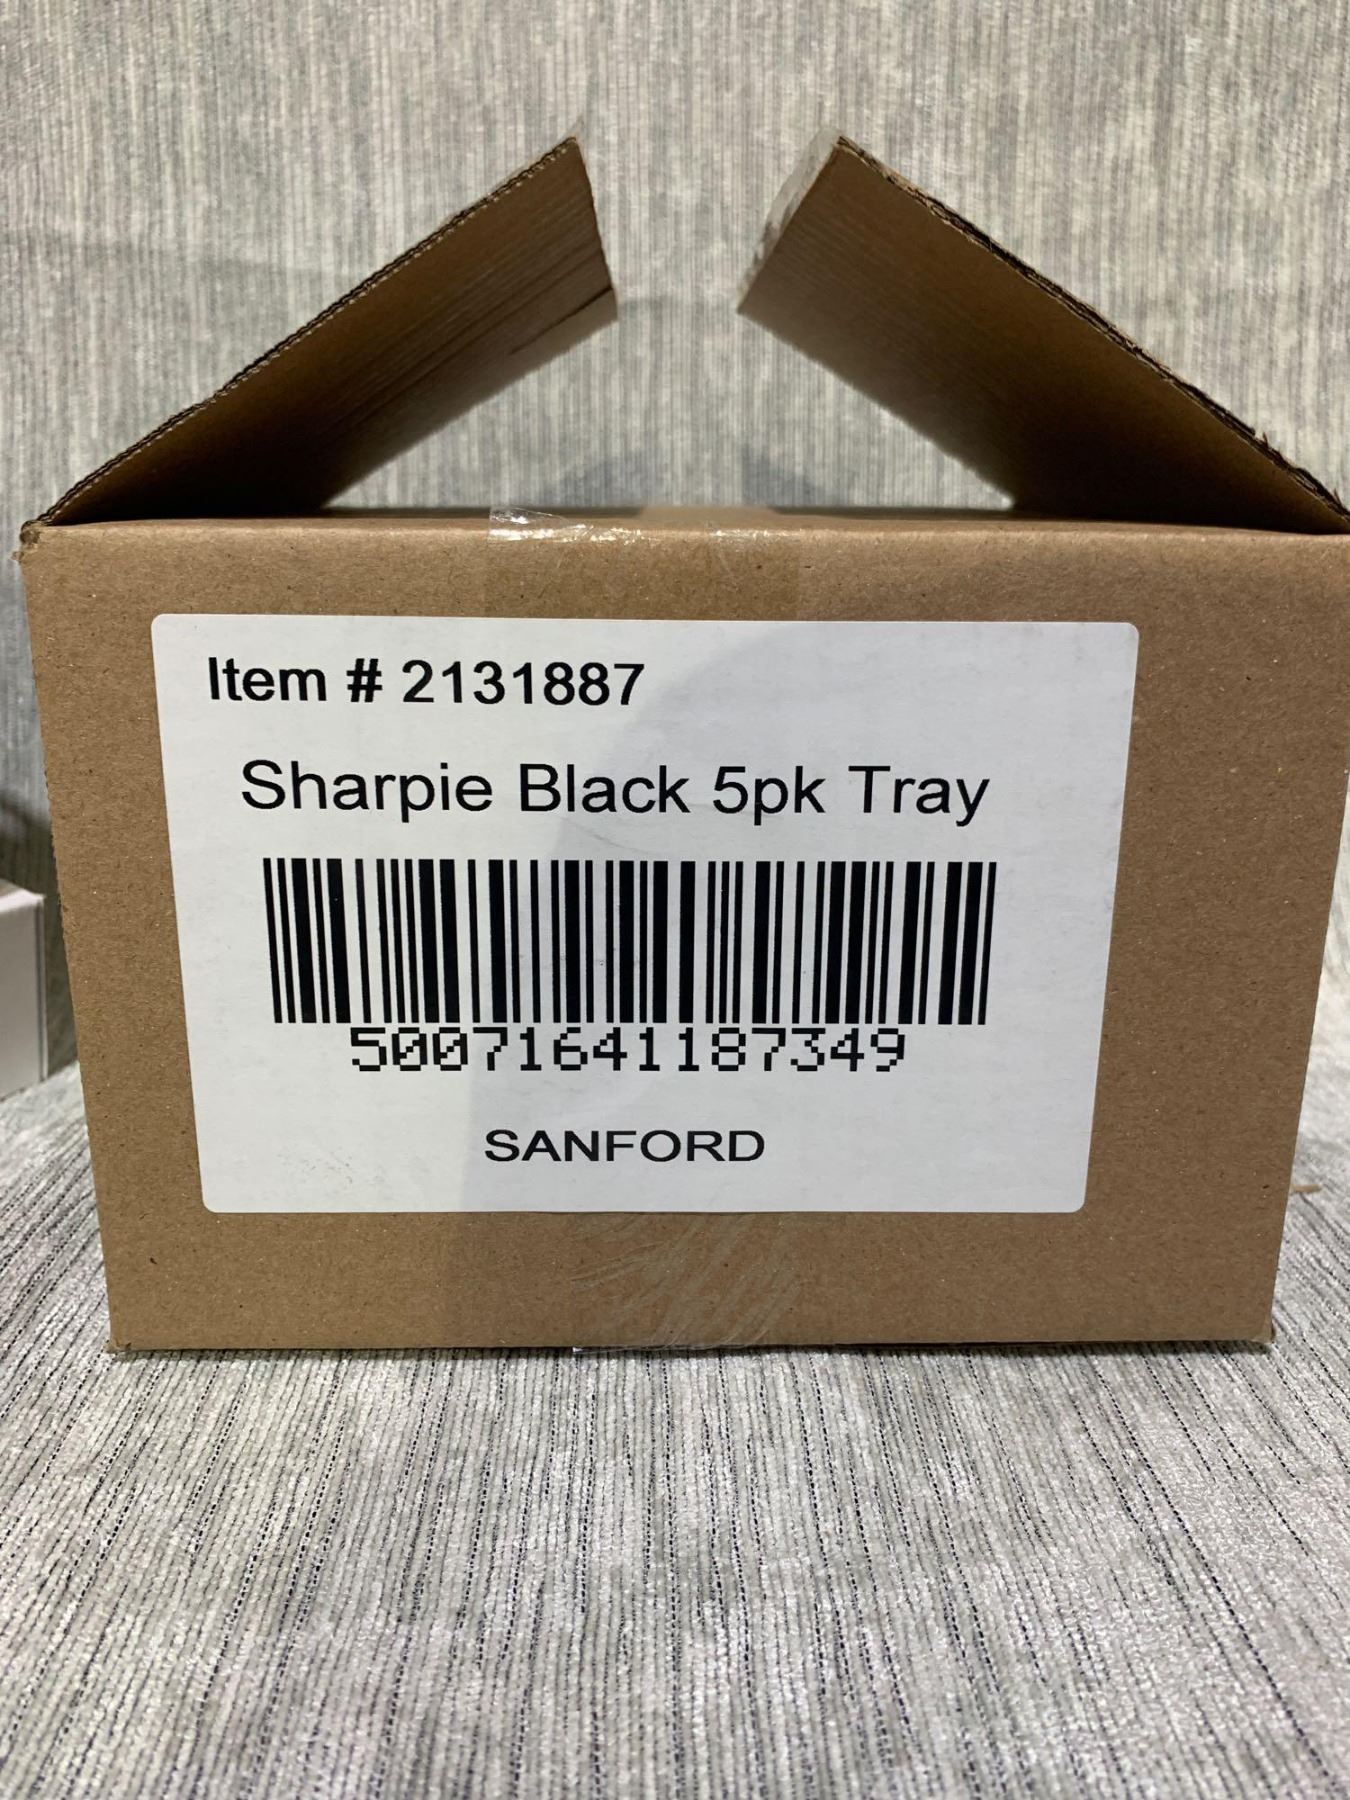 Item # 2131887
Sharpie Black 5pk Tray
50071641187349
SANFORD